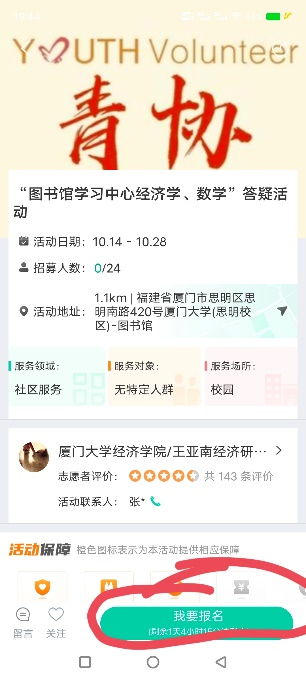 YOUTH Volunteer
青协
“图书馆学习中心经济学、数学”答疑活
动
活动日期: 10.14 - 10.28
招募人数: 0/24
1.1km | 福建省厦门市思明区思
活动地址: 明南路420号厦门大学(思明校
区)-图书馆
服务领域: 服务对象: 服务场所:
社区服务 无特定人群 校园
厦门大学经济学院/王亚南经济研···
志愿者评价: 共 143 条评价
活动联系人: 张*
活动保障 橙色图标表示为本活动提供相应保障
我要报名
留言 关注